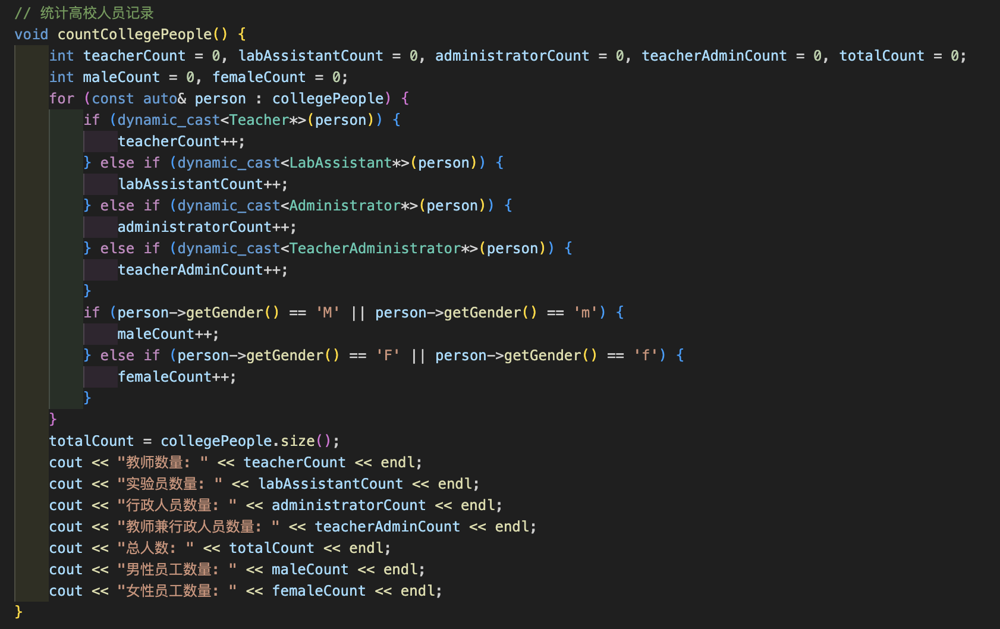 // 统计高校人员记录
void countCollegePeople() {
    int teacherCount = 0, labAssistantCount = 0, administratorCount = 0, teacherAdminCount = 0, totalCount = 0;
    int maleCount = 0, femaleCount = 0;
    for (const auto& person : collegePeople) {
        if (dynamic_cast<Teacher*>(person)) {
            teacherCount++;
        } else if (dynamic_cast<LabAssistant*>(person)) {
            labAssistantCount++;
        } else if (dynamic_cast<Administrator*>(person)) {
            administratorCount++;
        } else if (dynamic_cast<TeacherAdministrator*>(person)) {
            teacherAdminCount++;
        }
        if (person->getGender() == 'M' || person->getGender() == 'm') {
            maleCount++;
        } else if (person->getGender() == 'F' || person->getGender() == 'f') {
            femaleCount++;
        }
    }
    totalCount = collegePeople.size();
    cout << "教师数量: " << teacherCount << endl;
    cout << "实验员数量: " << labAssistantCount << endl;
    cout << "行政人员数量: " << administratorCount << endl;
    cout << "教师兼行政人员数量: " << teacherAdminCount << endl;
    cout << "总人数: " << totalCount << endl;
    cout << "男性员工数量: " << maleCount << endl;
    cout << "女性员工数量: " << femaleCount << endl;
}